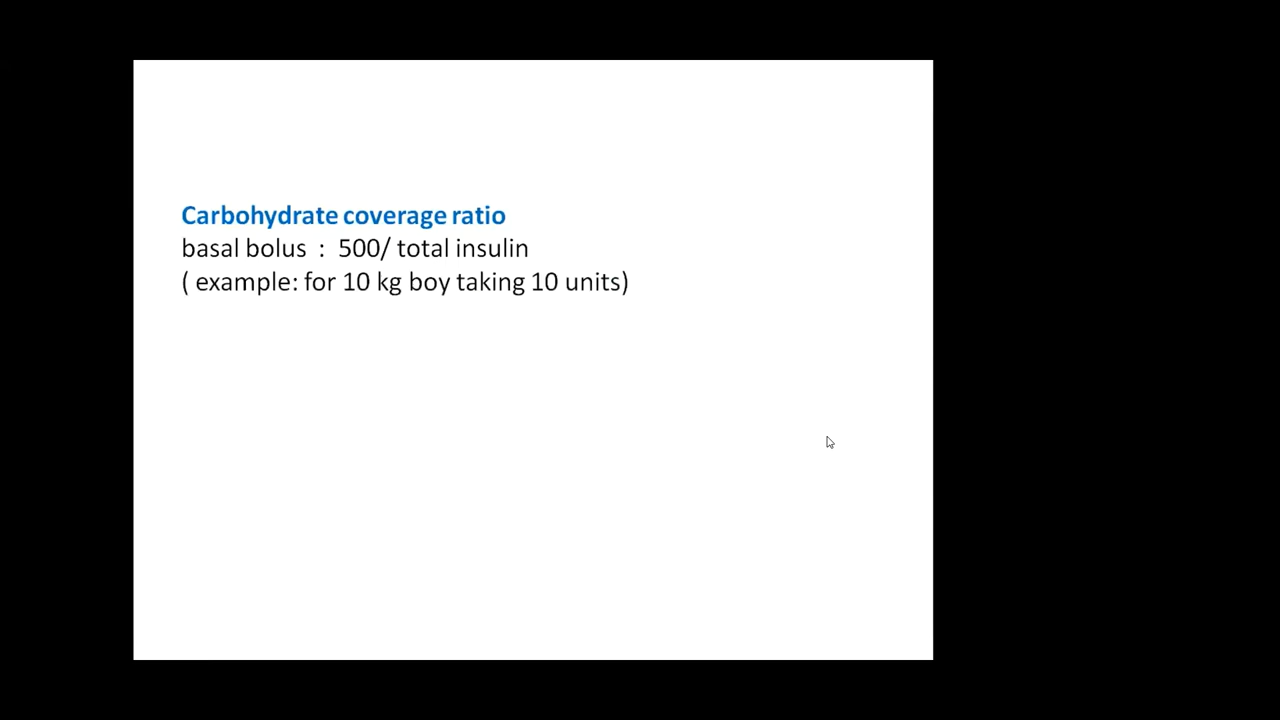 Carbohydrate coverage ratio
basal bolus : 500/ total insulin
( example: for 10 kg boy taking 10 units)